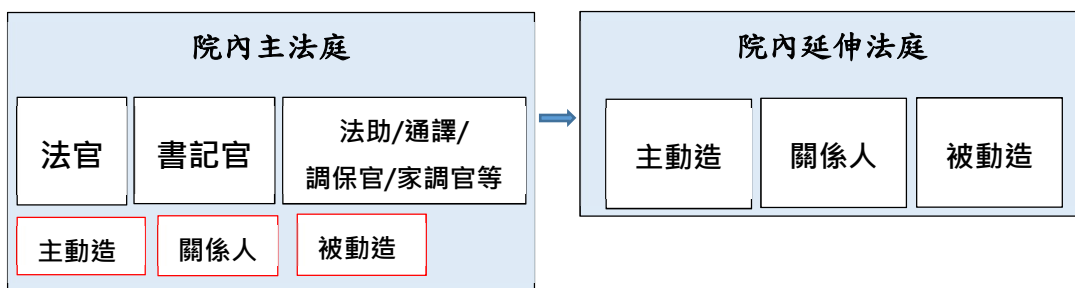 院內主法庭
法官
書記官
法助/通譯/
調保官/家調官等
主動造
關係人
被動造
院內延伸法庭
主動造
關係人
被動造